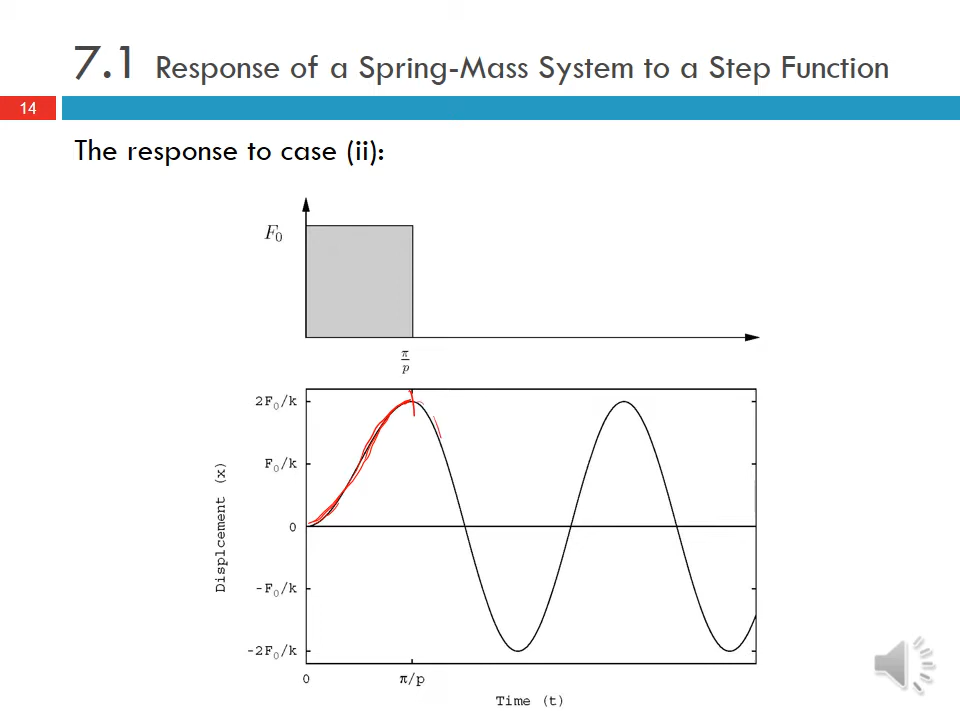 7.1 Response of a Spring-Mass System to a Step Function
14
The response to case (ii):
F₀
π/p
2F₀/k
F₀/k
0
-F₀/k
-2F₀/k
Displcement (x)
0 π/p
Time (t)